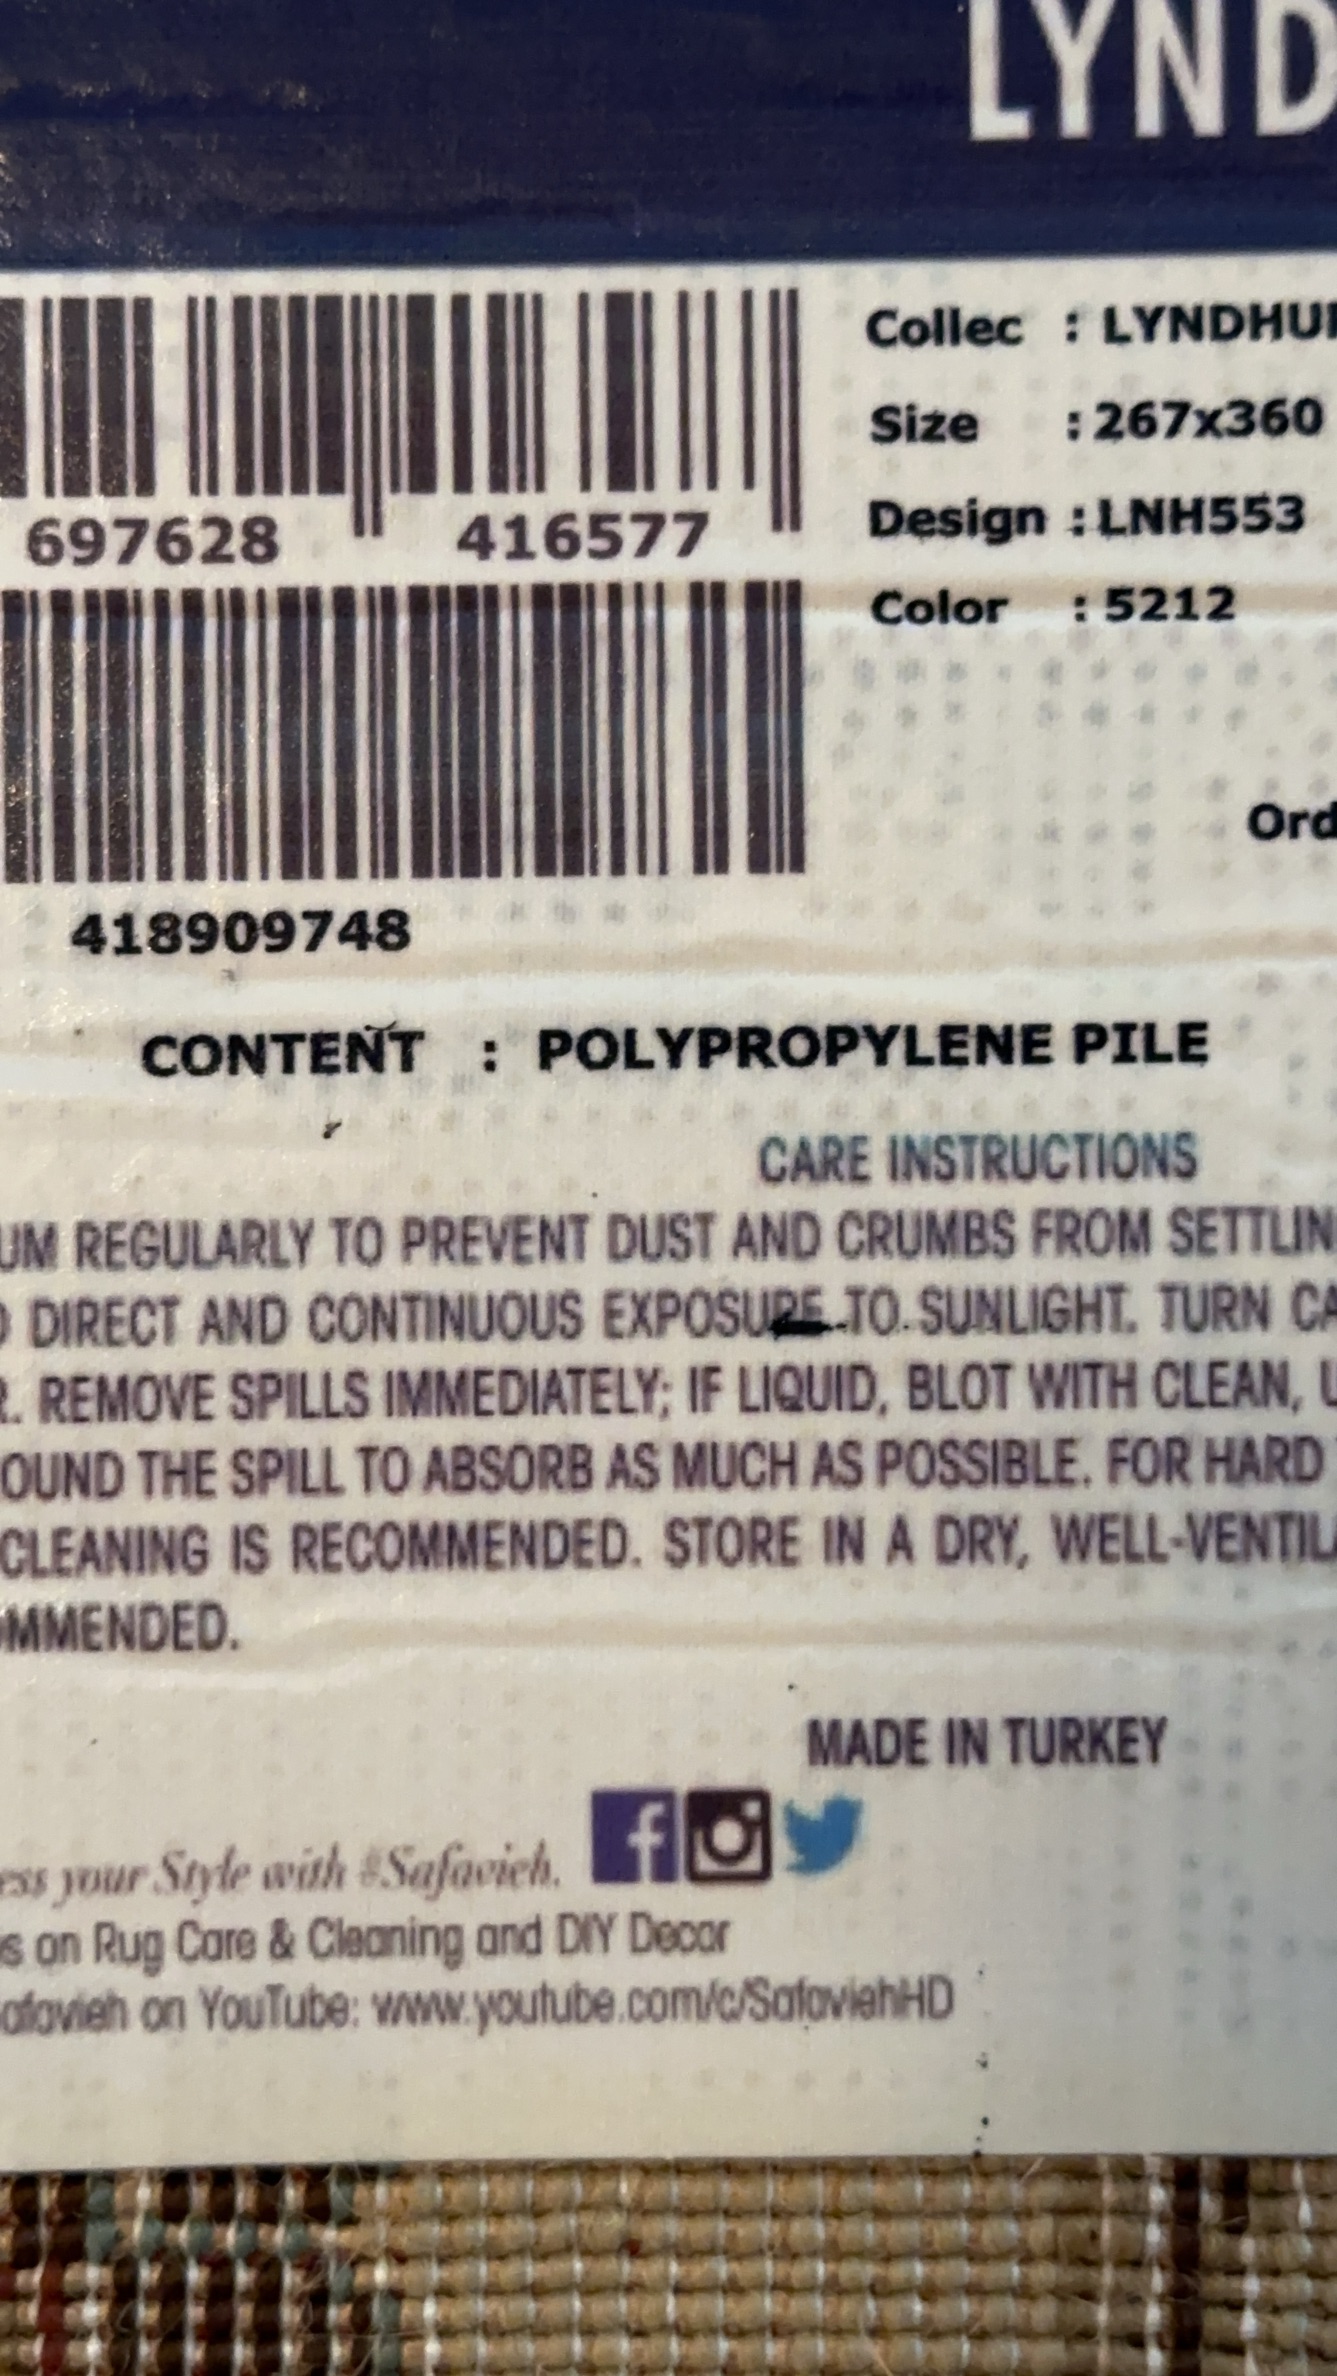 LYND
Collec : LYNDHU
Size : 267x360
Design : LNH553
Color : 5212
697628 416577
Ord
418909748
CONTENT : POLYPROPYLENE PILE
CARE INSTRUCTIONS
UM REGULARLY TO PREVENT DUST AND CRUMBS FROM SETTLIN
DIRECT AND CONTINUOUS EXPOSURE TO SUNLIGHT. TURN CA
R. REMOVE SPILLS IMMEDIATELY; IF LIQUID, BLOT WITH CLEAN, U
OUND THE SPILL TO ABSORB AS MUCH AS POSSIBLE. FOR HARD
CLEANING IS RECOMMENDED. STORE IN A DRY, WELL-VENTIL
OMMENDED.
MADE IN TURKEY
ess your Style with #Safavieh.
s on Rug Care & Cleaning and DIY Decor
afavieh on YouTube: www.youtube.com/c/SafaviehHD